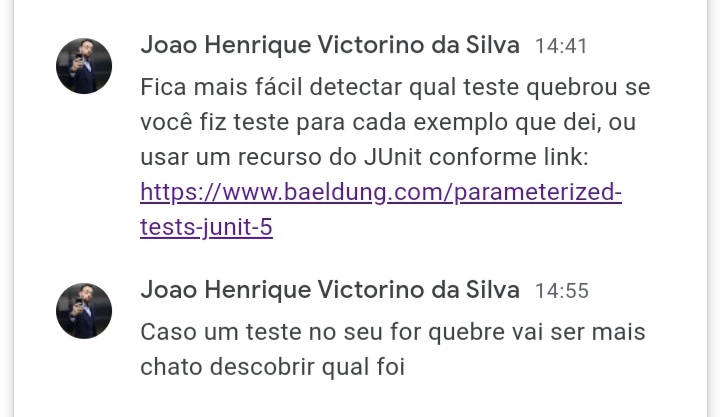 Joao Henrique Victorino da Silva 14:41
Fica mais fácil detectar qual teste quebrou se
você fiz teste para cada exemplo que dei, ou
usar um recurso do JUnit conforme link:
https://www.baeldung.com/parameterized-
tests-junit-5
Joao Henrique Victorino da Silva 14:55
Caso um teste no seu for quebre vai ser mais
chato descobrir qual foi